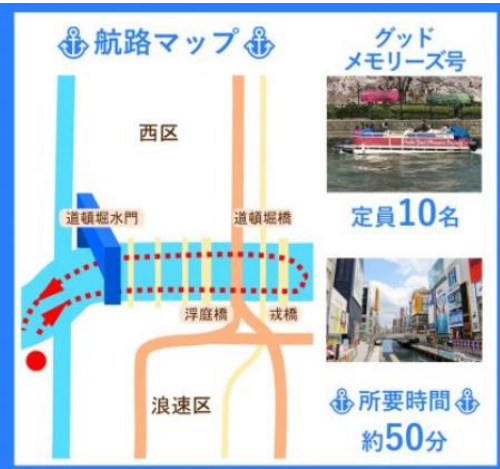 航路マップ
西区
道頓堀水門
道頓堀橋
浮庭橋
戎橋
浪速区
グッド
メモリーズ号
定員10名
所要時間
約50分